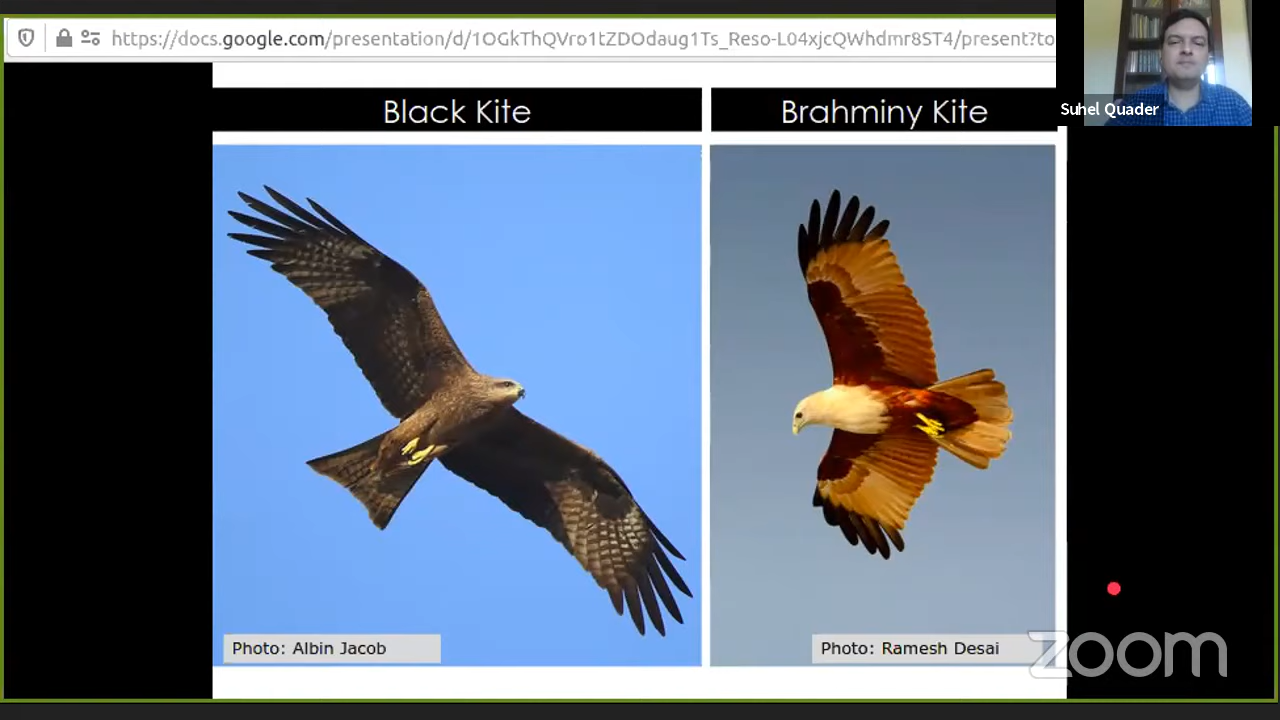 https://docs.google.com/presentation/d/1OGkThQVro1tZDOdaug1Ts_Reso-L04xjcQWhdmr8ST4/present?to
Suhel Quader
Black Kite
Brahminy Kite
Photo: Albin Jacob
Photo: Ramesh Desai
zoom